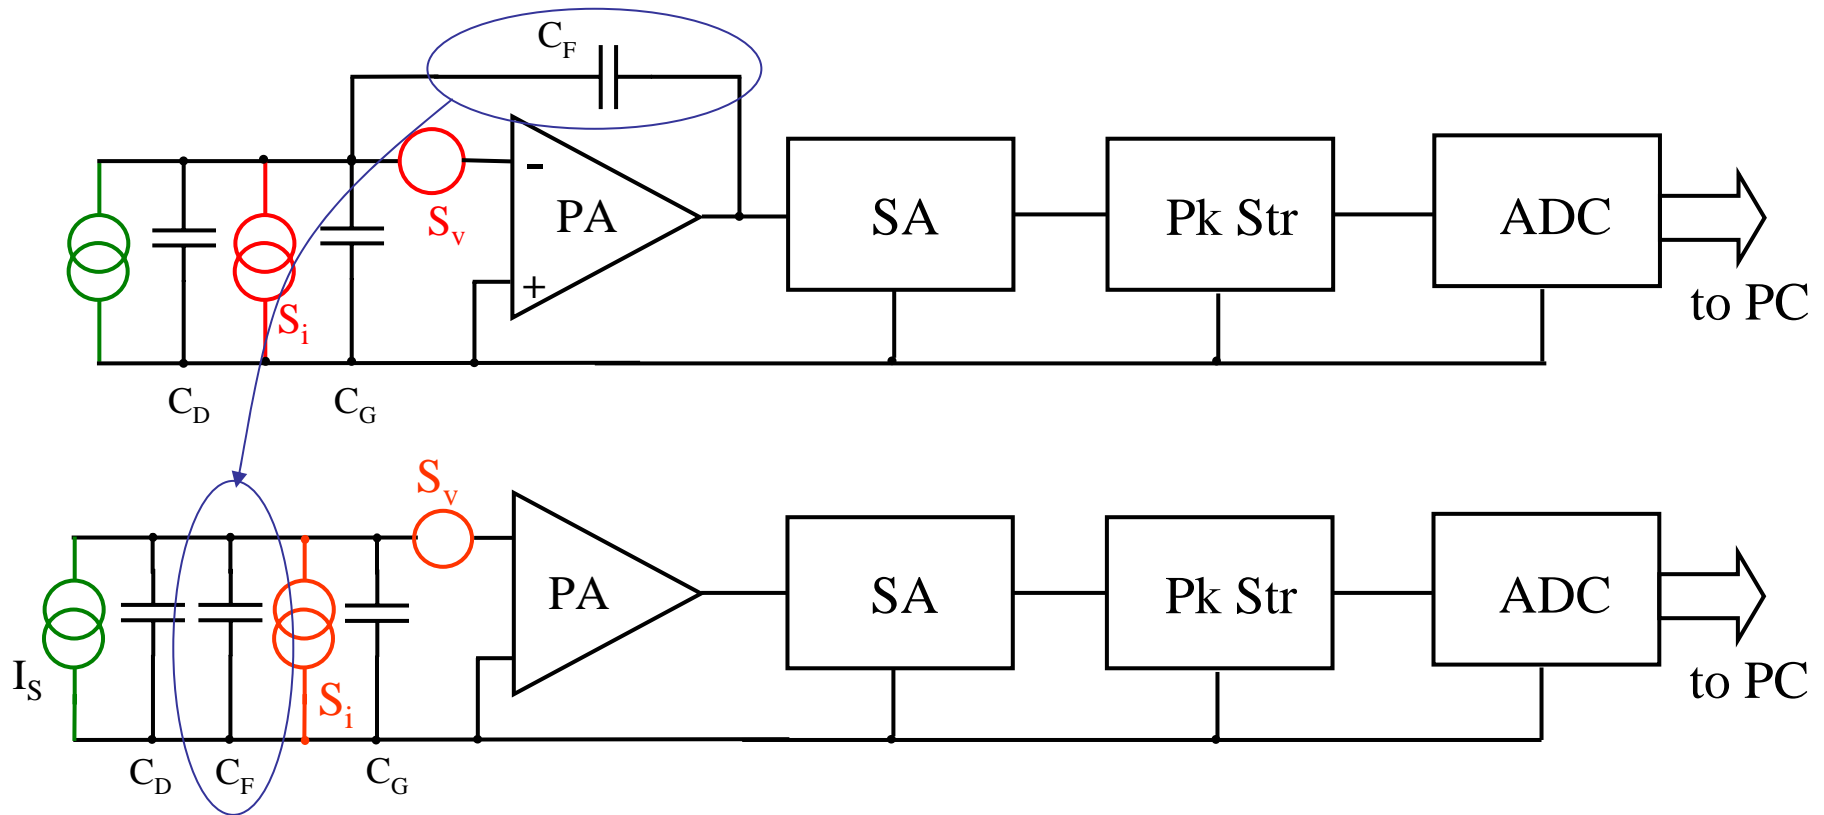 C_F
S_v
-
PA
+
SA
Pk Str
ADC
S_i
to PC
C_D
C_G
S_v
PA
SA
Pk Str
ADC
I_S
S_i
to PC
C_D
C_F
C_G